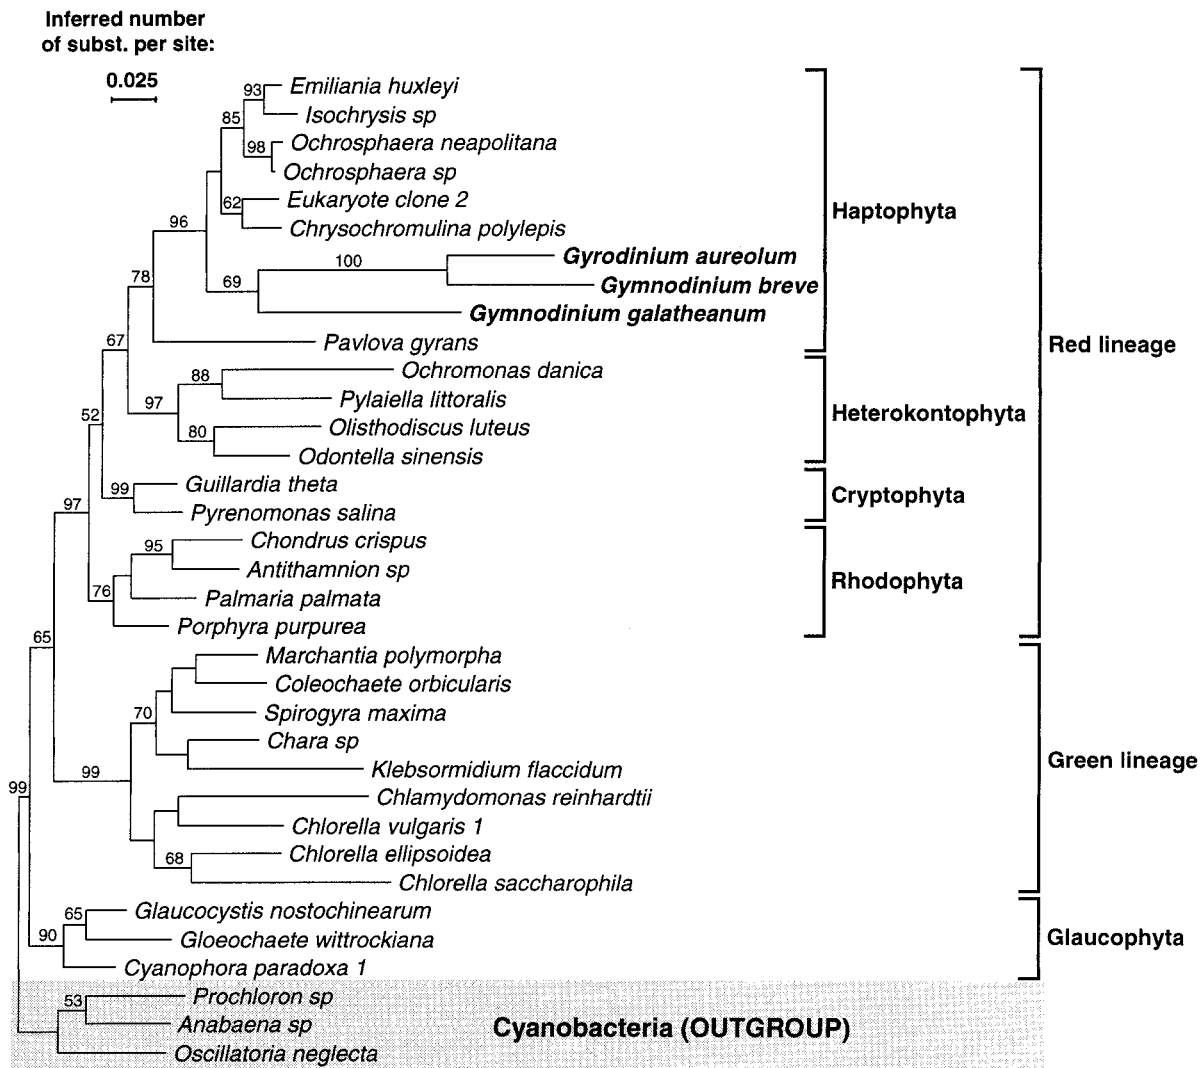 Inferred number
of subst. per site:
0.025
93
Emiliania huxleyi
Isochrysis sp
85
98
Ochrosphaera neapolitana
Ochrosphaera sp
62
Eukaryote clone 2
Chrysochromulina polylepis
96
Haptophyta
100
Gyrodinium aureolum
Gymnodinium breve
69
Gymnodinium galatheanum
78
Pavlova gyrans
67
Red lineage
88
Ochromonas danica
Pylaiella littoralis
97
Heterokontophyta
80
Olisthodiscus luteus
Odontella sinensis
52
99
Guillardia theta
Pyrenomonas salina
Cryptophyta
97
95
Chondrus crispus
Antithamnion sp
Rhodophyta
76
Palmaria palmata
Porphyra purpurea
65
Marchantia polymorpha
Coleochaete orbicularis
70
Spirogyra maxima
Chara sp
Klebsormidium flaccidum
Green lineage
99
Chlamydomonas reinhardtii
Chlorella vulgaris 1
68
Chlorella ellipsoidea
Chlorella saccharophila
99
65
Glaucocystis nostochinearum
90
Gloeochaete wittrockiana
Glaucophyta
Cyanophora paradoxa 1
53
Prochloron sp
Anabaena sp
Cyanobacteria (OUTGROUP)
Oscillatoria neglecta